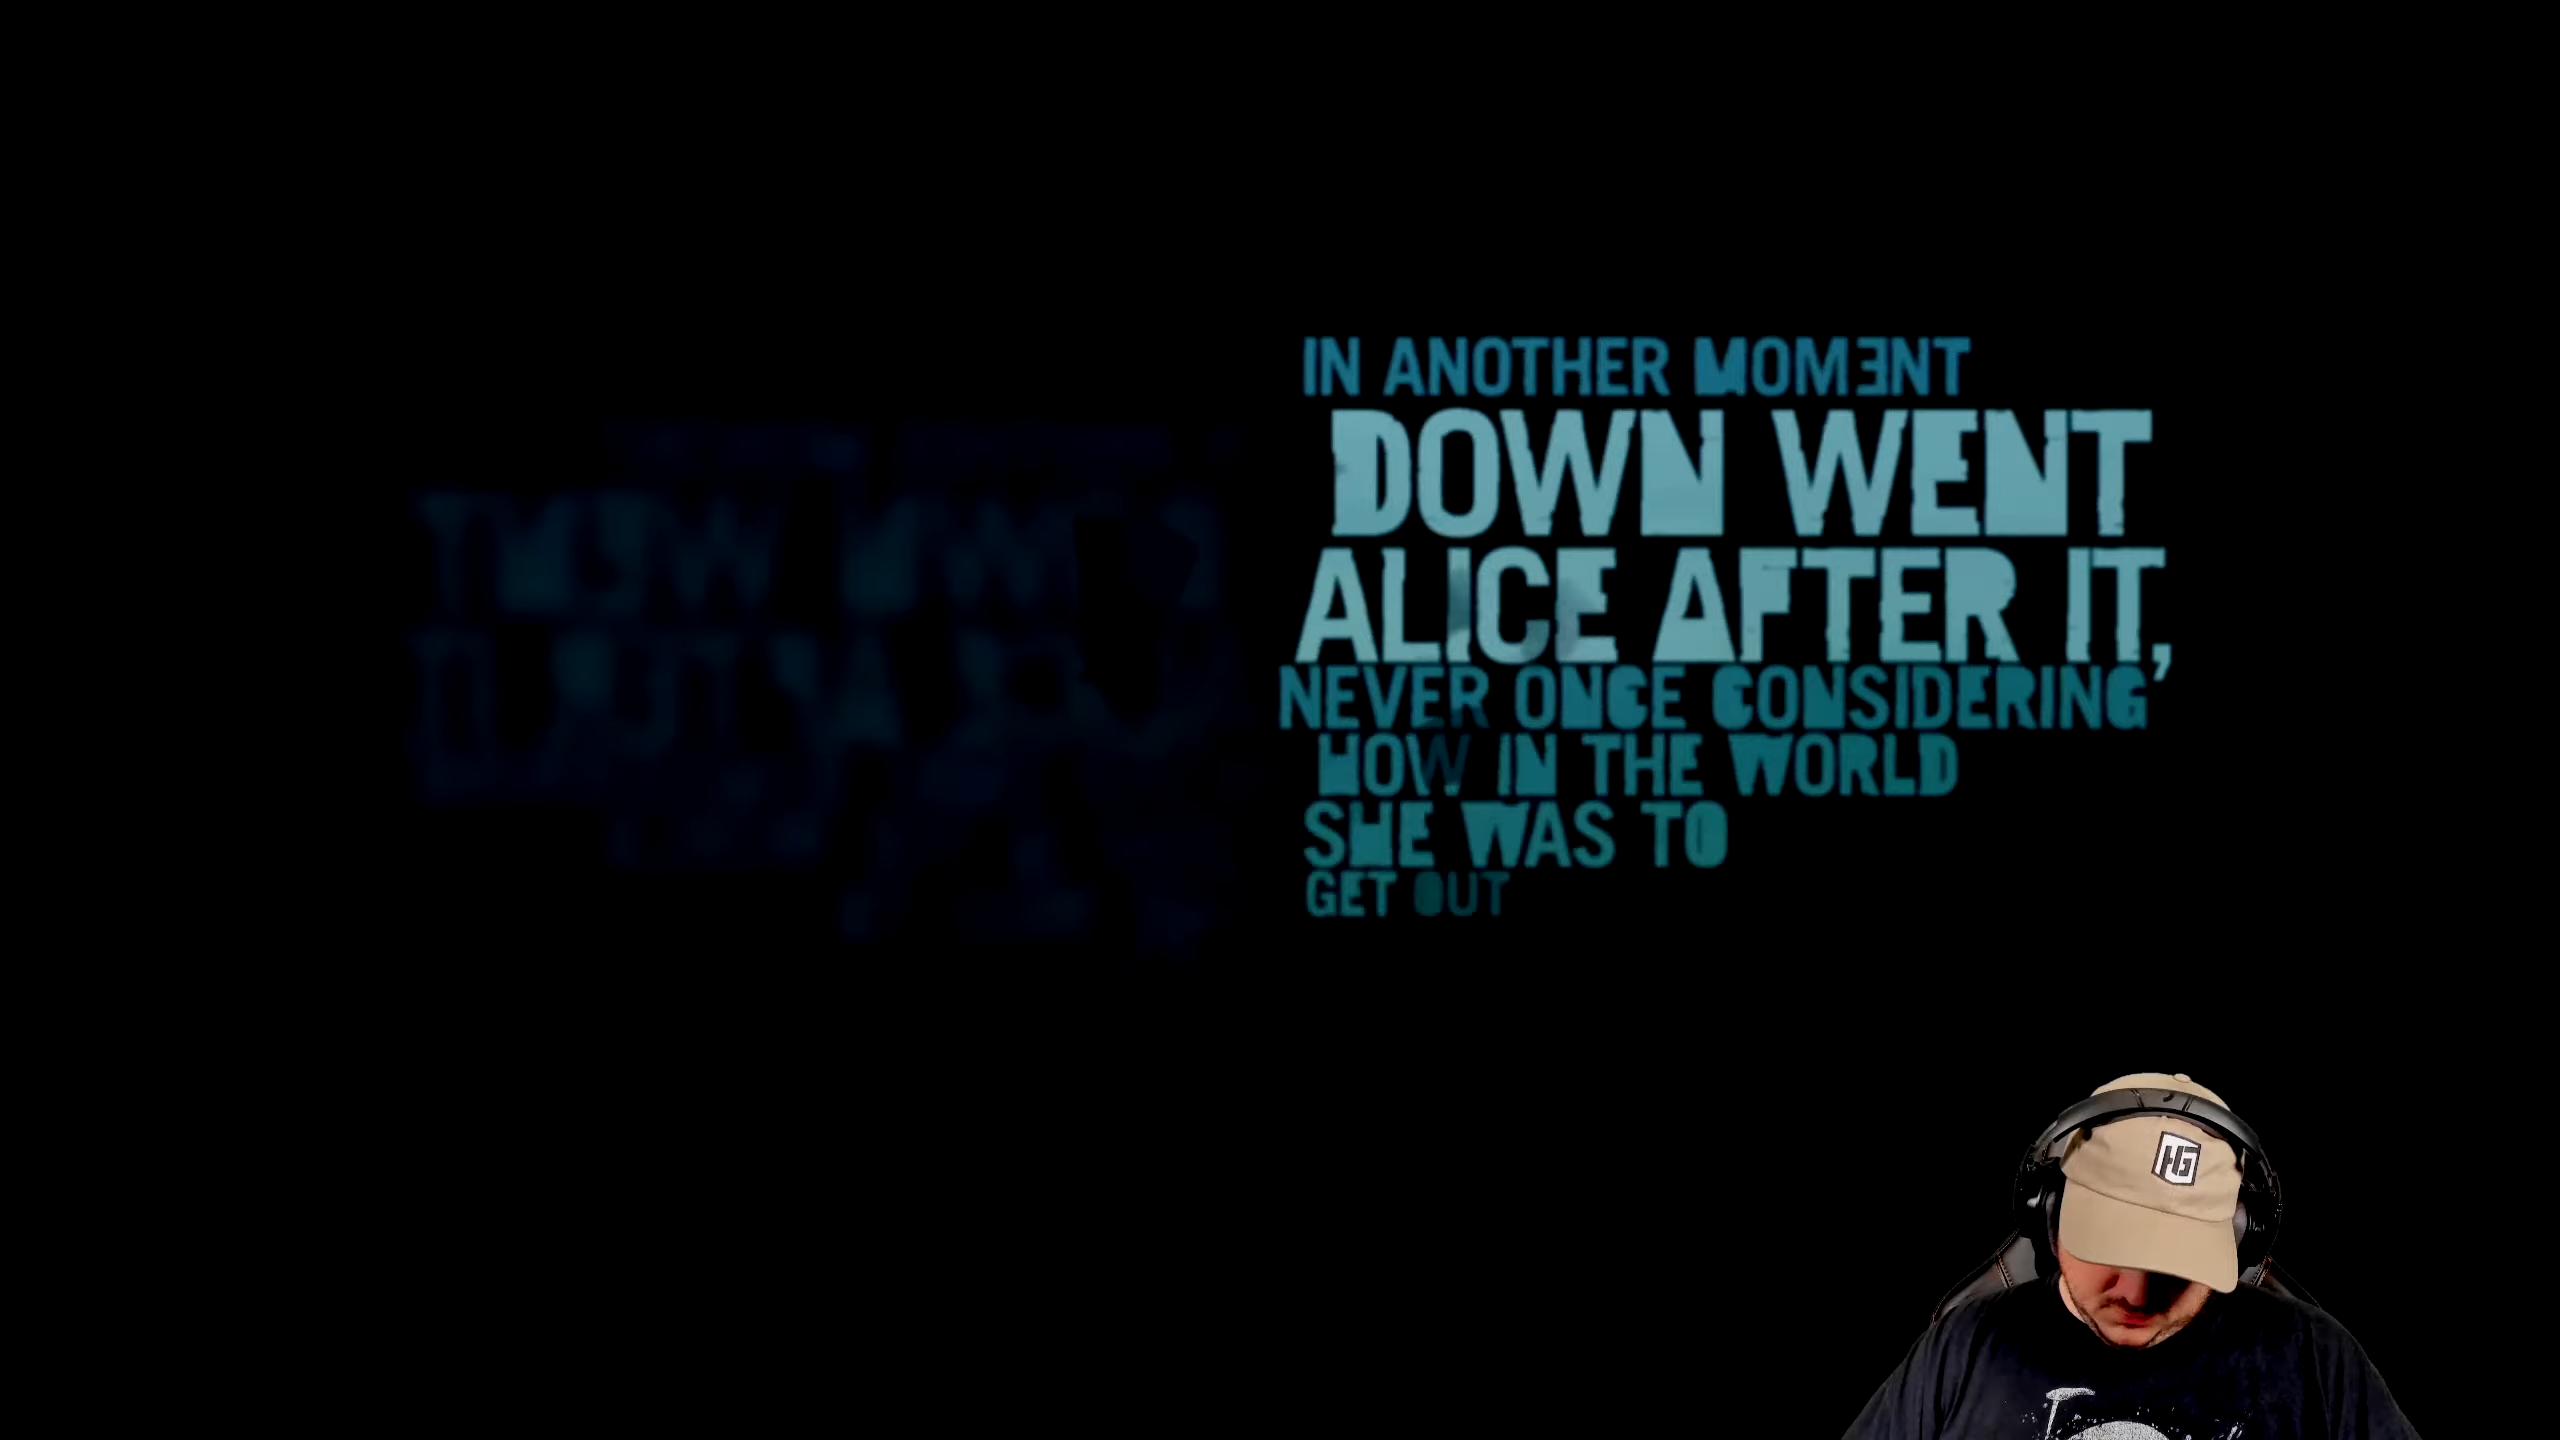 IN ANOTHER MOMENT
DOWN WENT
ALICE AFTER IT,
NEVER ONCE CONSIDERING
HOW IN THE WORLD
SHE WAS TO
GET OUT
HG